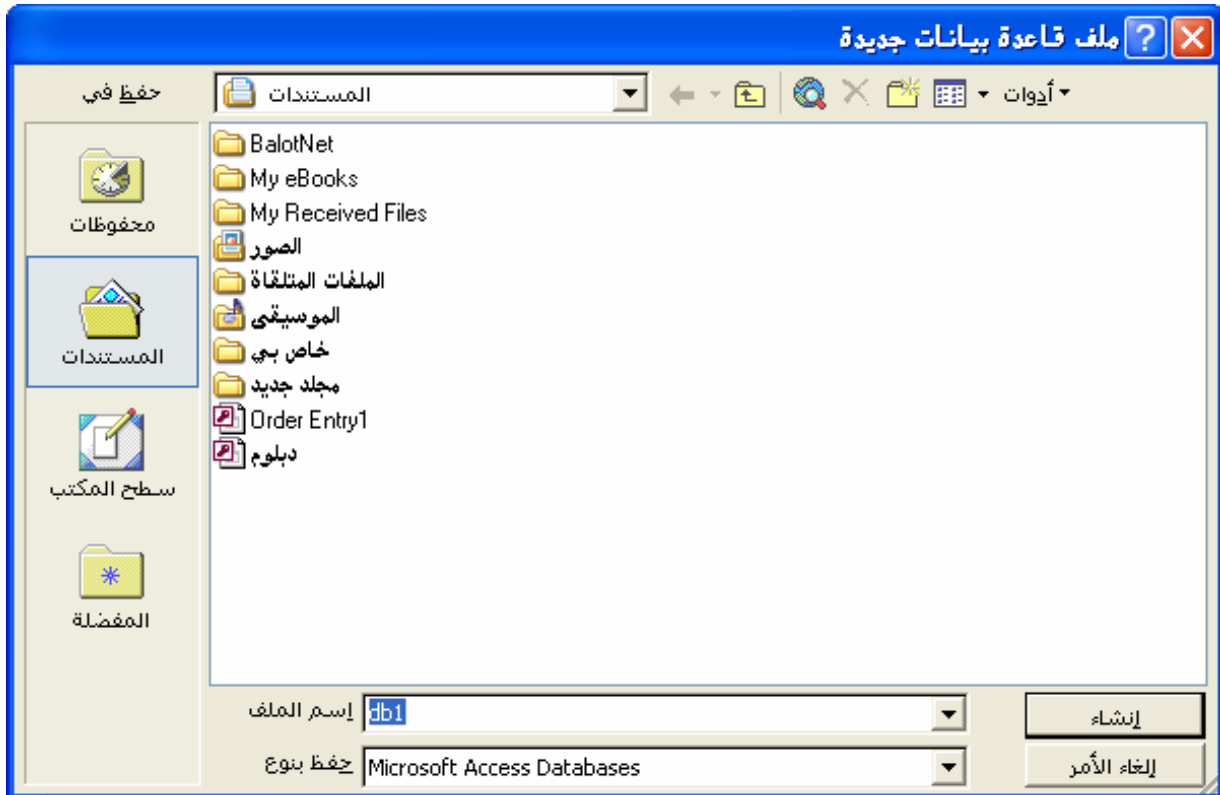 ملف قاعدة بيانات جديدة
حفظ في
المستندات
أدوات
محفوظات
المستندات
سطح المكتب
المفضلة
BalotNet
My eBooks
My Received Files
الصور
الملفات المتلقاة
الموسيقى
خاص بي
مجلد جديد
Order Entry1
دبلوم
إسم الملف
db1
إنشاء
حفظ بنوع
Microsoft Access Databases
إلغاء الأمر